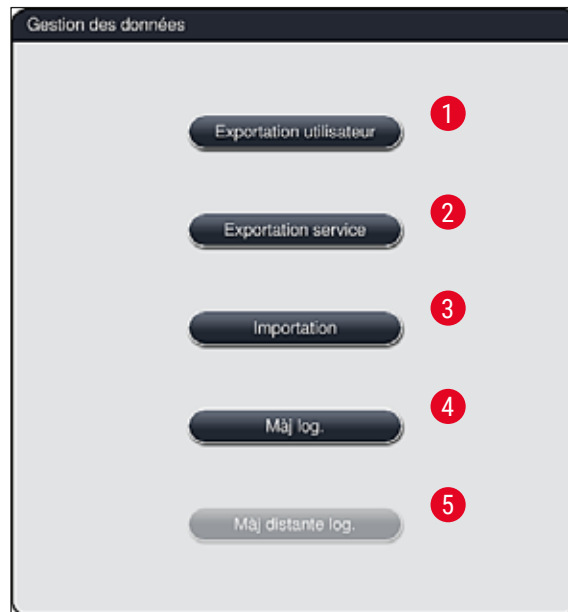 Gestion des données
Exportation utilisateur
1
Exportation service
2
Importation
3
Màj log.
4
Màj distante log.
5